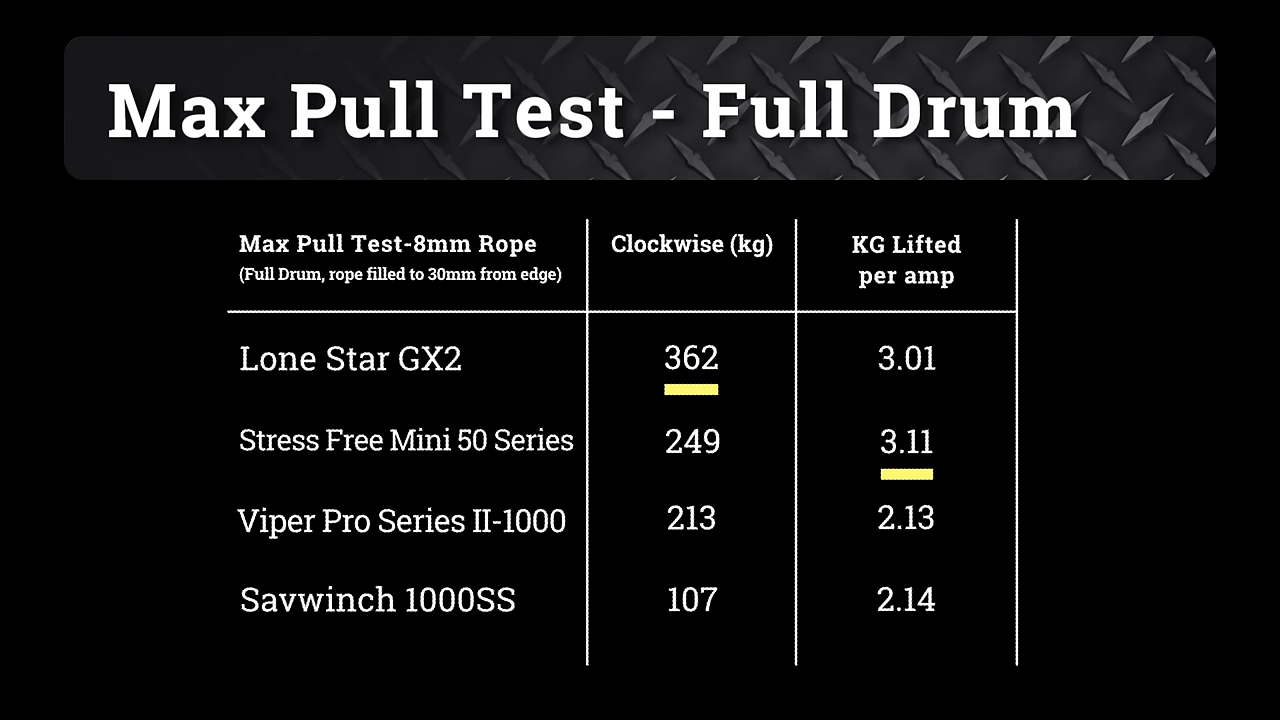 Max Pull Test - Full Drum
Max Pull Test-8mm Rope
(Full Drum, rope filled to 30mm from edge)
Clockwise (kg)
KG Lifted
per amp
Lone Star GX2 362 3.01
Stress Free Mini 50 Series 249 3.11
Viper Pro Series II-1000 213 2.13
Savwinch 1000SS 107 2.14